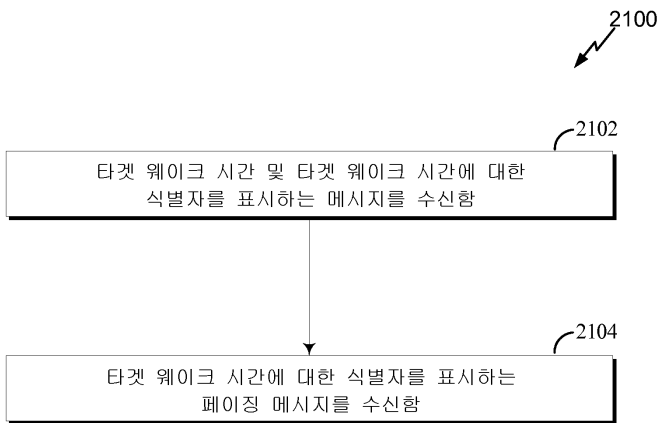 2100
2102
타겟 웨이크 시간 및 타겟 웨이크 시간에 대한
식별자를 표시하는 메시지를 수신함
2104
타겟 웨이크 시간에 대한 식별자를 표시하는
페이징 메시지를 수신함